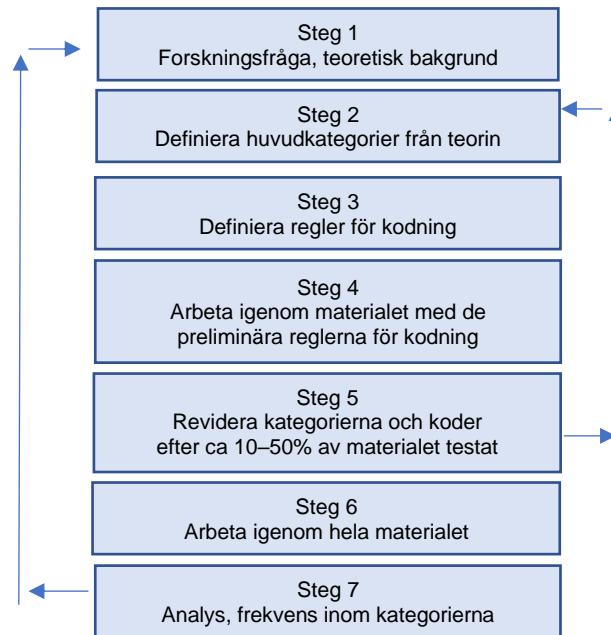 Steg 1
Forskningsfråga, teoretisk bakgrund
Steg 2
Definiera huvudkategorier från teorin
Steg 3
Definiera regler för kodning
Steg 4
Arbeta igenom materialet med de
preliminära reglerna för kodning
Steg 5
Revidera kategorierna och koder
efter ca 10–50% av materialet testat
Steg 6
Arbeta igenom hela materialet
Steg 7
Analys, frekvens inom kategorierna